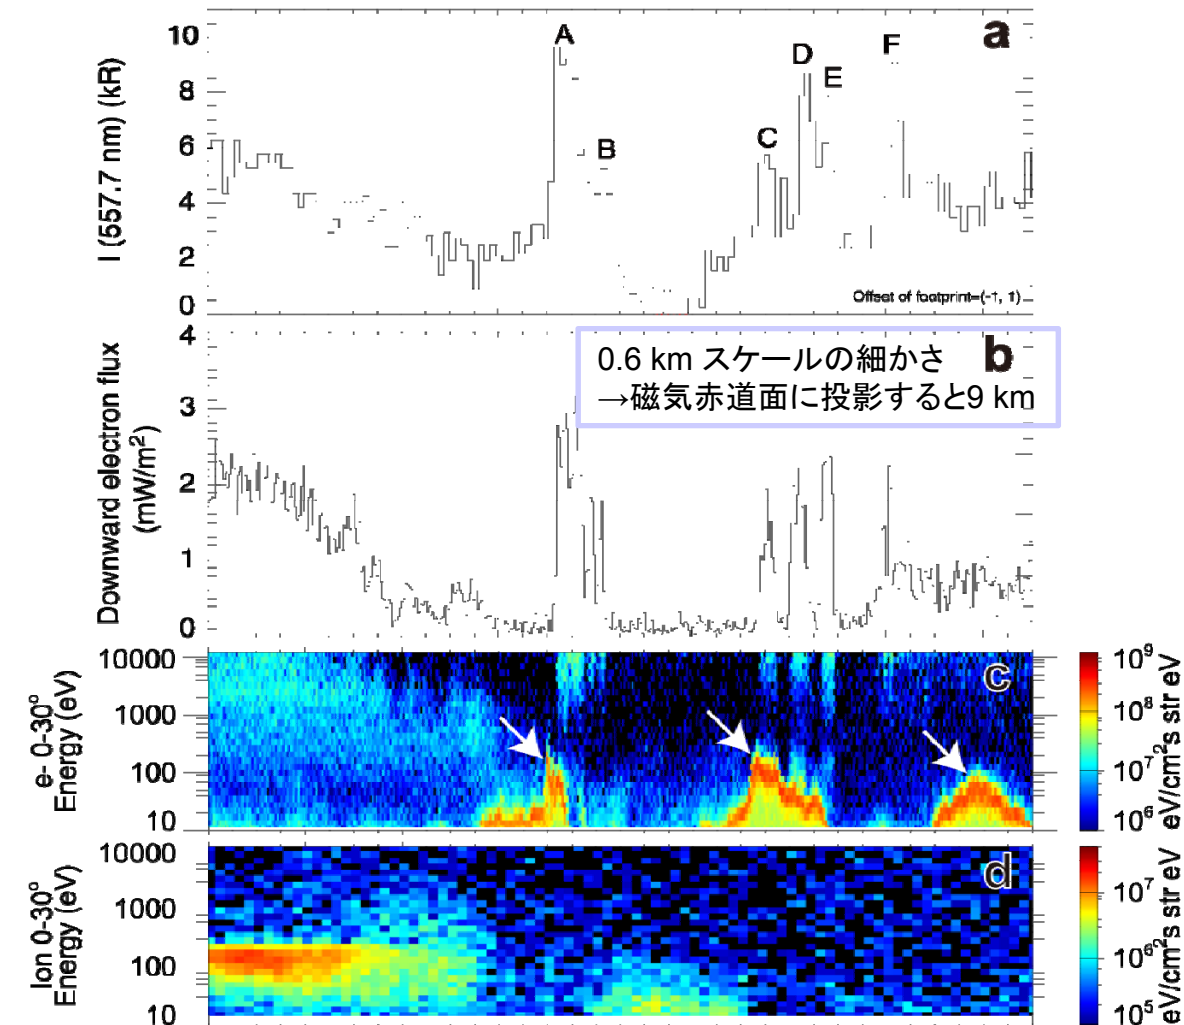 a
A
B
C
D
E
F
10
8
6
4
2
0
I (557.7 nm) (kR)
Offset of footprint=(-1, 1)
b
0.6 km スケールの細かさ
→磁気赤道面に投影すると9 km
4
3
2
1
0
Downward electron flux
(mW/m²)
c
10000
1000
100
10
e- 0-30°
Energy (eV)
10⁹
10⁸
10⁷
10⁶
eV/cm²s str eV
d
10000
1000
100
10
Ion 0-30°
Energy (eV)
10⁷
10⁶
10⁵
eV/cm²s str eV